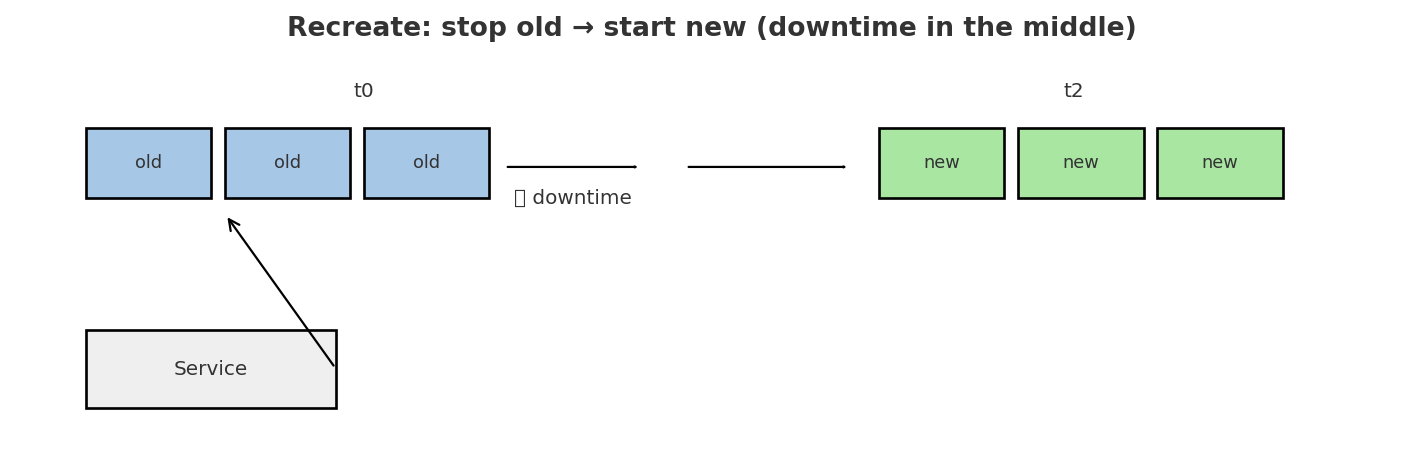 Recreate: stop old → start new (downtime in the middle)
t0
t2
old
old
old
new
new
new
downtime
Service